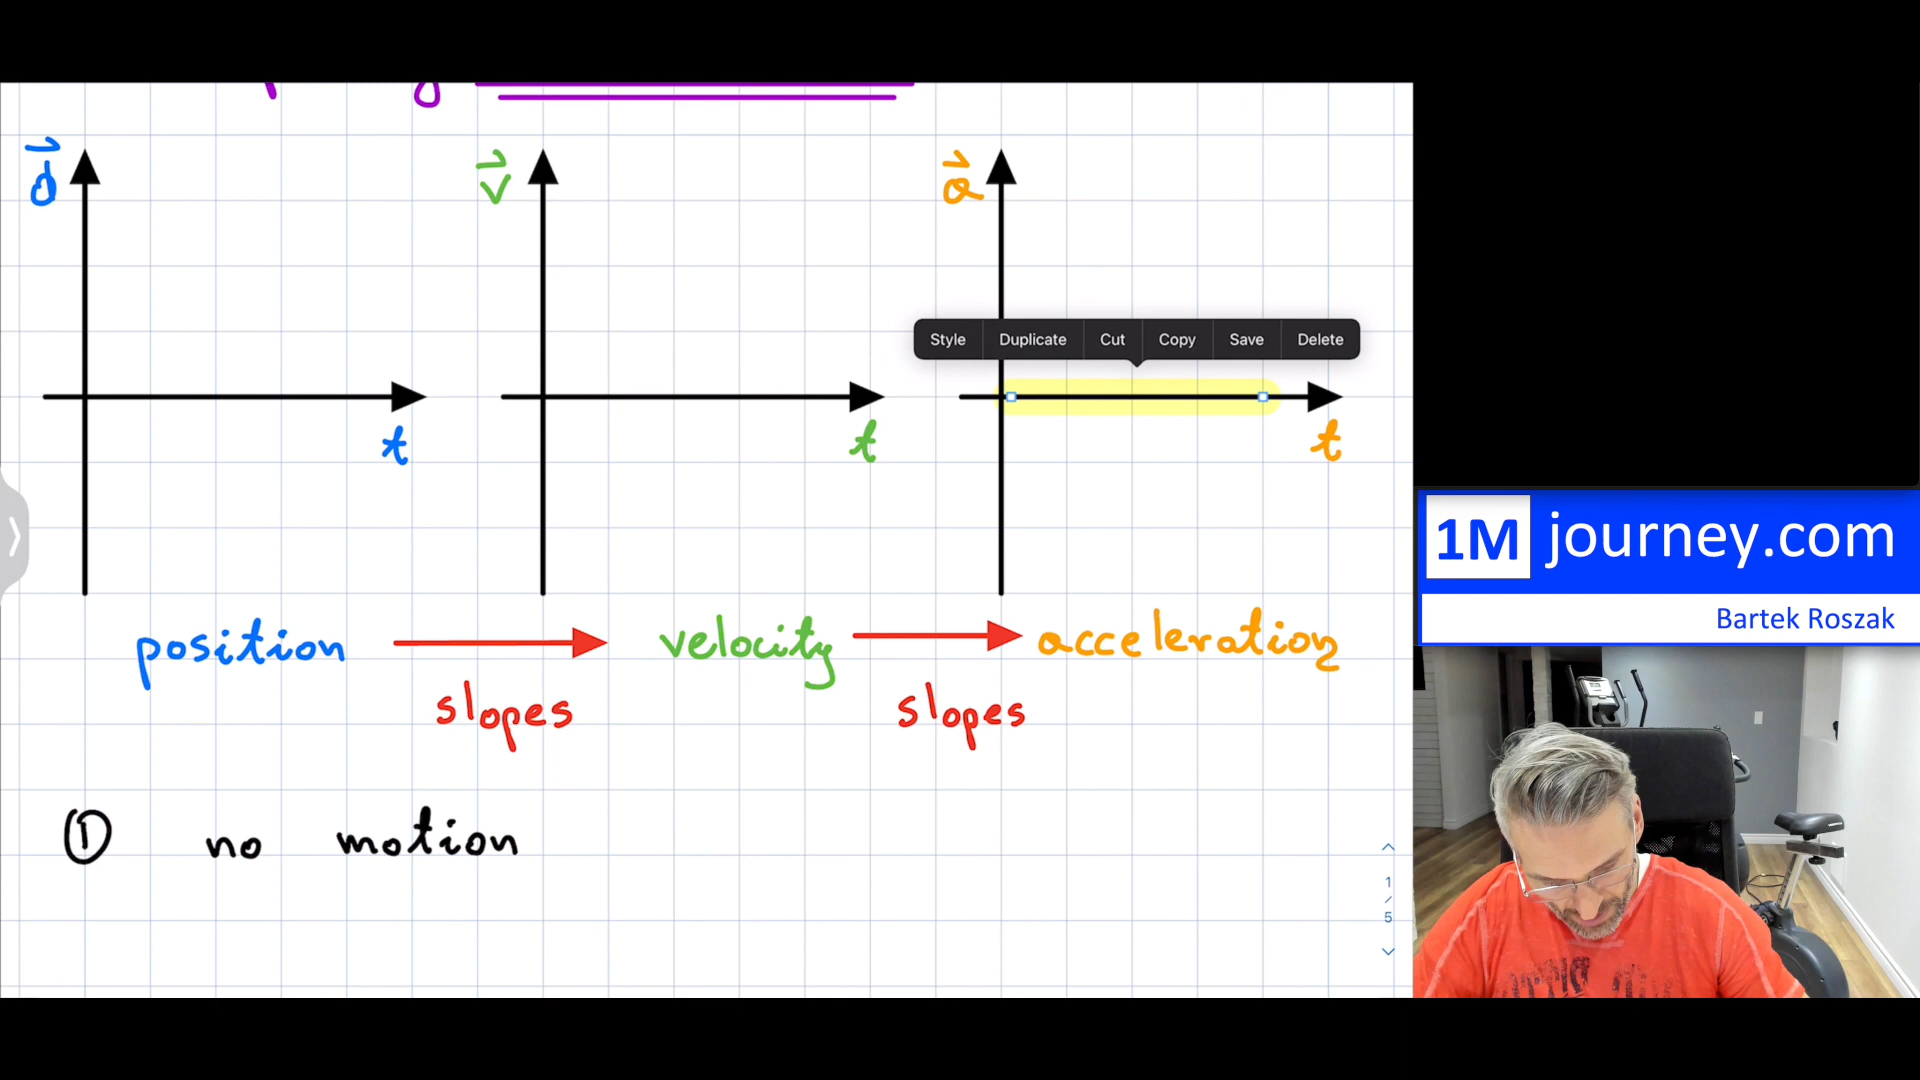 d
v
a
Style Duplicate Cut Copy Save Delete
t
t
t
1M journey.com
Bartek Roszak
position
slopes
velocity
slopes
acceleration
① no motion
1
/
5